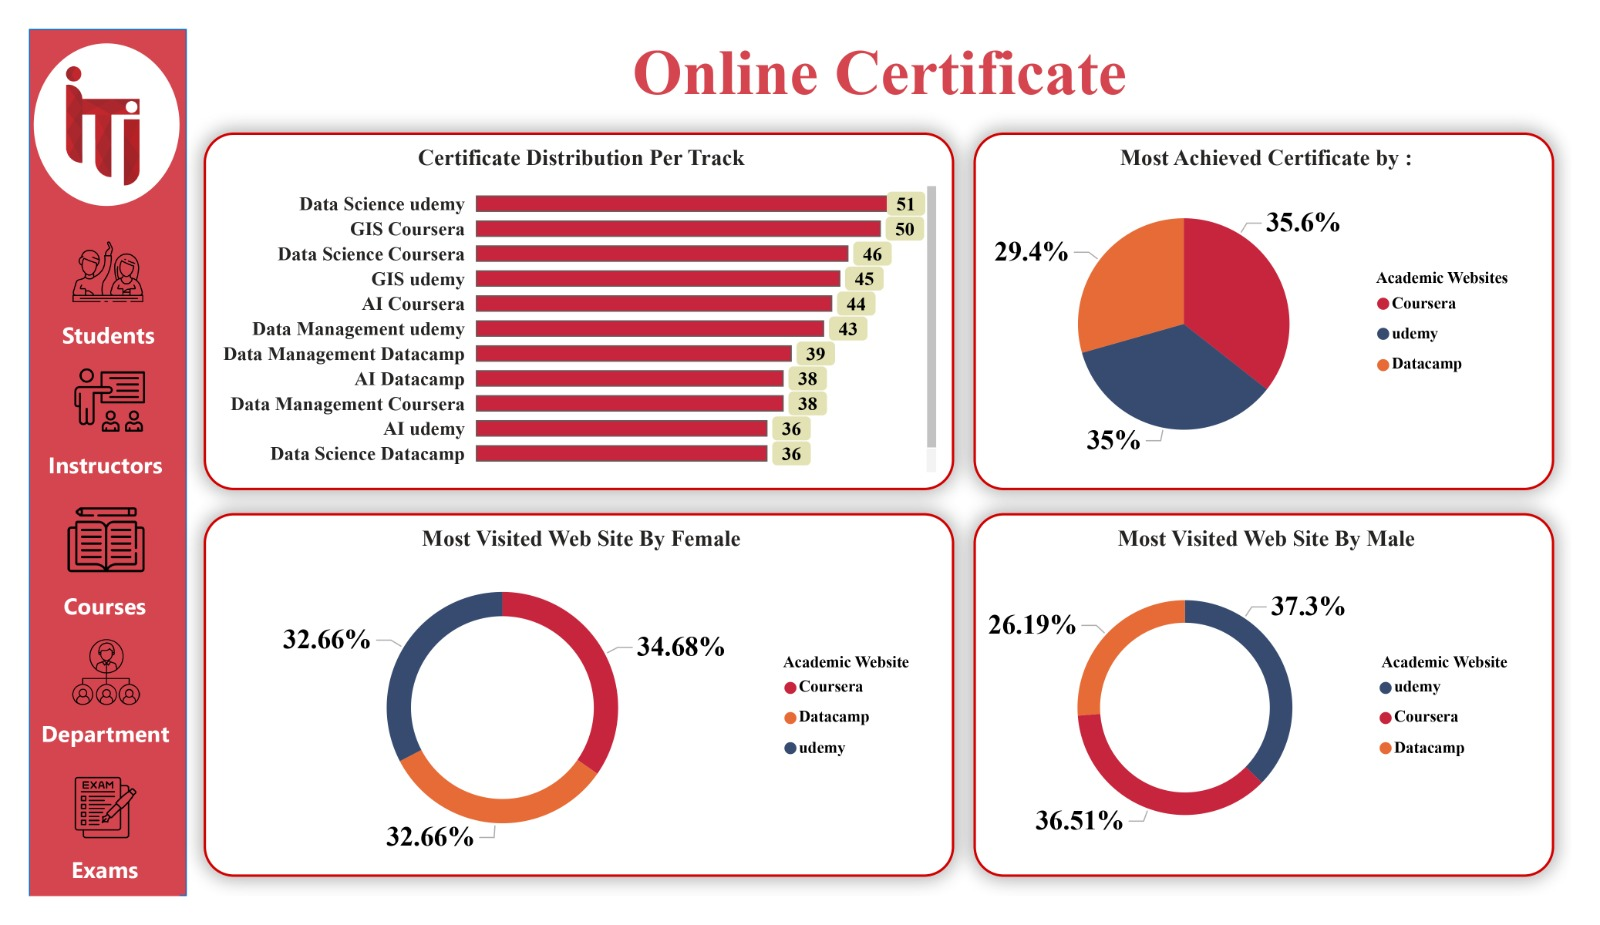 Online Certificate
iTi
Students
Instructors
Courses
Department
EXAM
Exams
Certificate Distribution Per Track
Data Science udemy 51
GIS Coursera 50
Data Science Coursera 46
GIS udemy 45
AI Coursera 44
Data Management udemy 43
Data Management Datacamp 39
AI Datacamp 38
Data Management Coursera 38
AI udemy 36
Data Science Datacamp 36
Most Achieved Certificate by :
35.6%
29.4%
35%
Academic Websites
Coursera
udemy
Datacamp
Most Visited Web Site By Female
32.66%
34.68%
32.66%
Academic Website
Coursera
Datacamp
udemy
Most Visited Web Site By Male
37.3%
26.19%
36.51%
Academic Website
udemy
Coursera
Datacamp